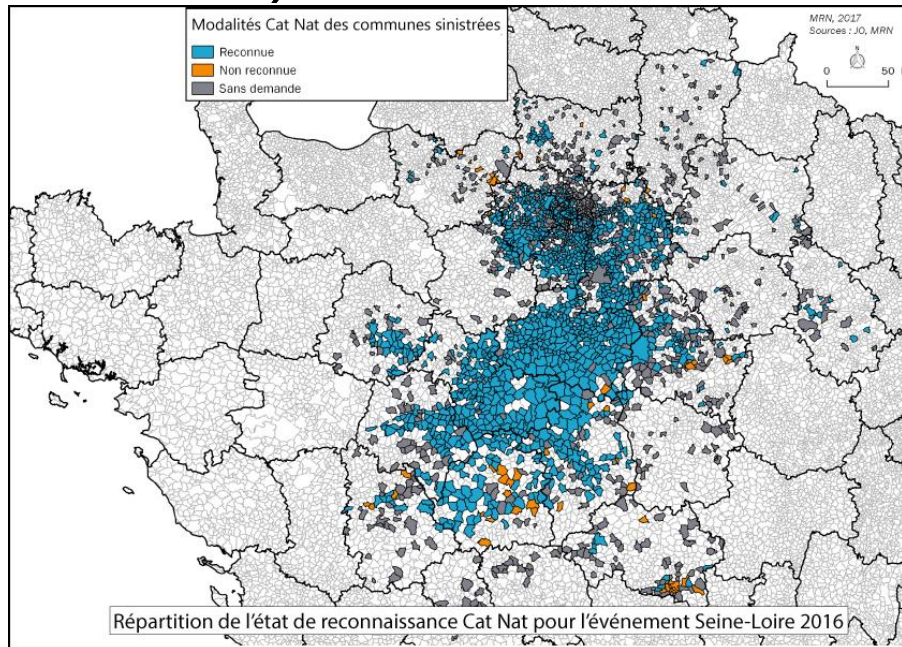 Modalités Cat Nat des communes sinistrées
Reconnue
Non reconnue
Sans demande
MRN, 2017
Sources : JO, MRN
N
0 50
Répartition de l'état de reconnaissance Cat Nat pour l'événement Seine-Loire 2016